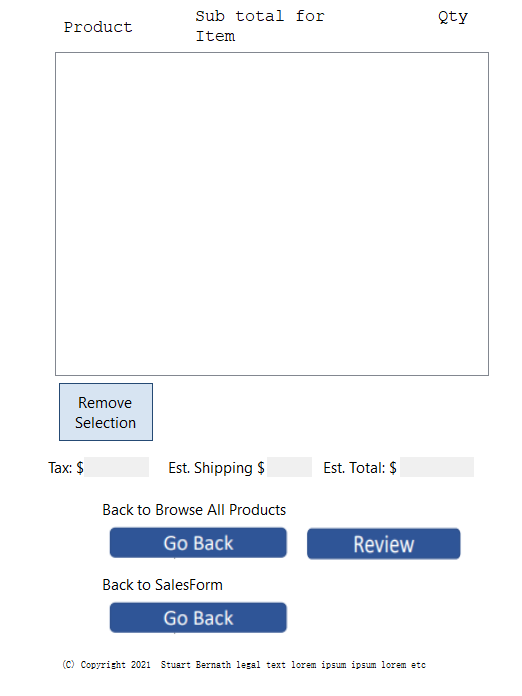 Product
Sub total for
Item
Qty
Remove
Selection
Tax: $
Est. Shipping $
Est. Total: $
Back to Browse All Products
Go Back
Review
Back to SalesForm
Go Back
(C) Copyright 2021 Stuart Bernath legal text lorem ipsum ipsum lorem etc